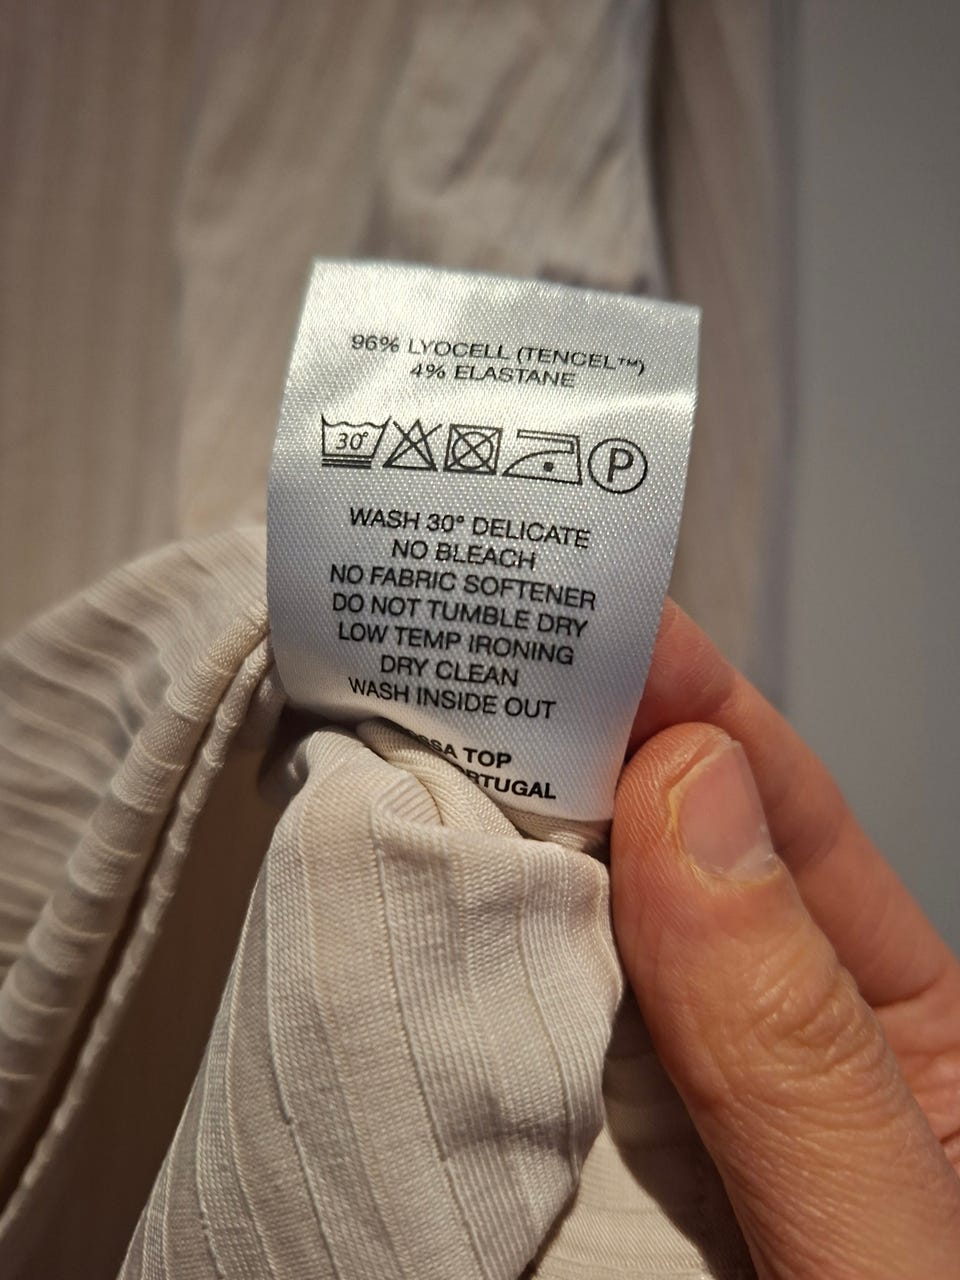 96% LYOCELL (TENCEL™)
4% ELASTANE
30°
P
WASH 30° DELICATE
NO BLEACH
NO FABRIC SOFTENER
DO NOT TUMBLE DRY
LOW TEMP IRONING
DRY CLEAN
WASH INSIDE OUT
TOP